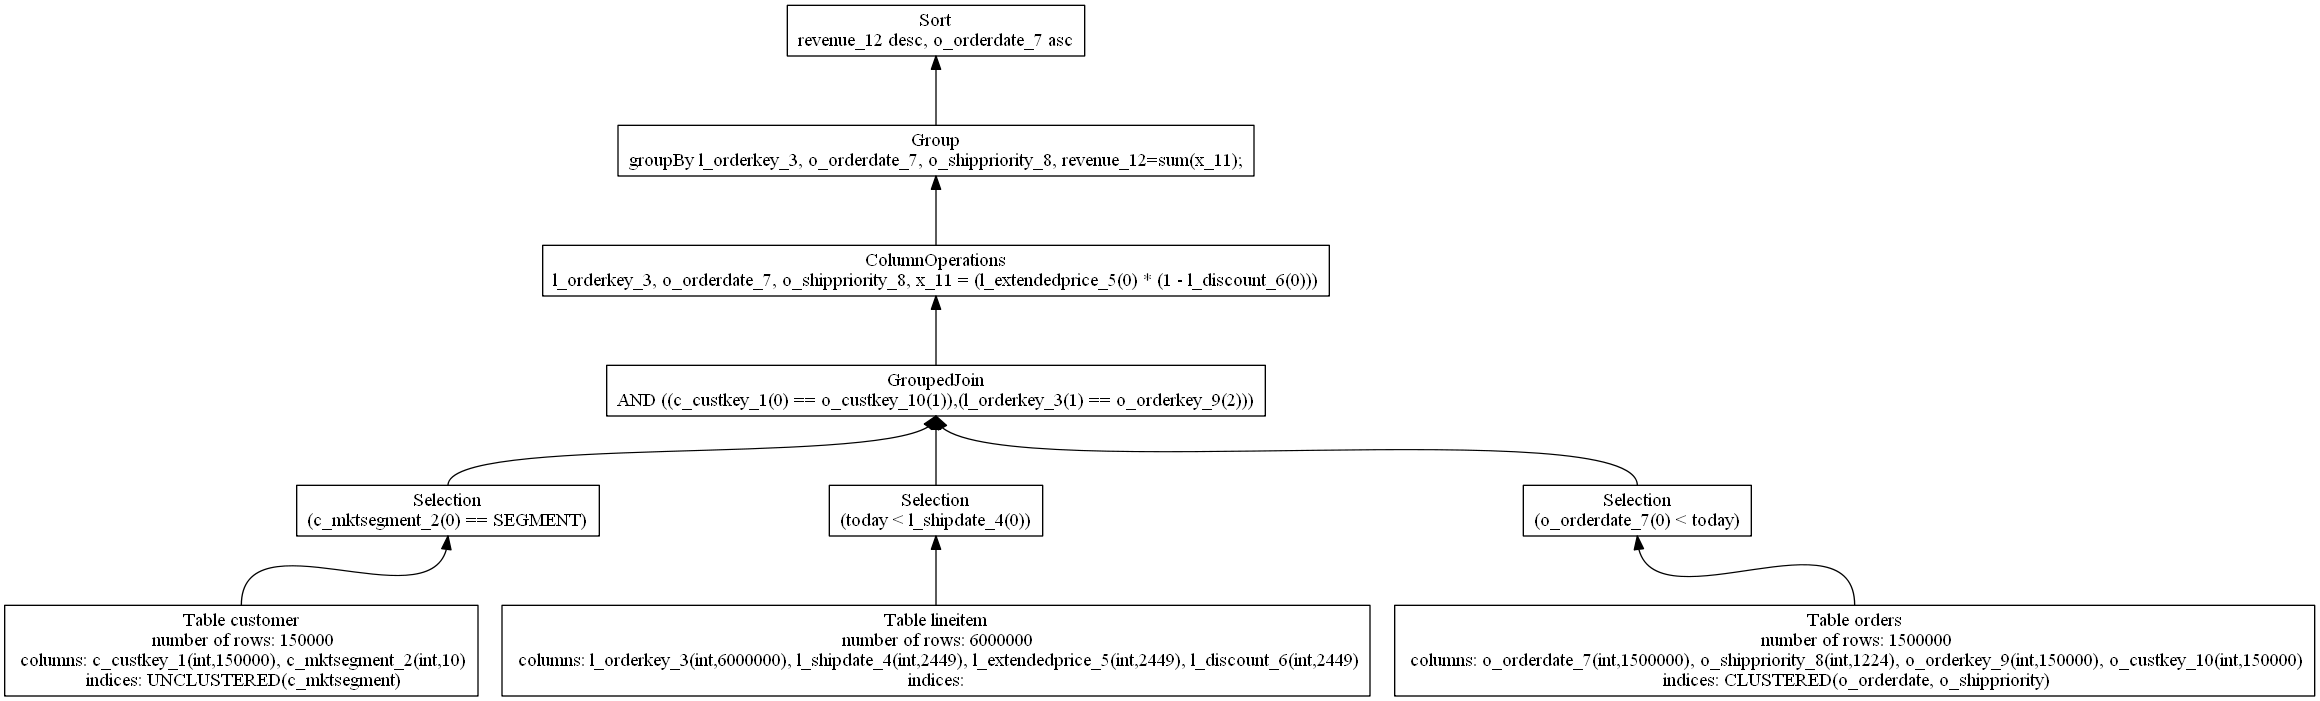 Sort
revenue_12 desc, o_orderdate_7 asc
Group
groupBy l_orderkey_3, o_orderdate_7, o_shippriority_8, revenue_12=sum(x_11);
ColumnOperations
l_orderkey_3, o_orderdate_7, o_shippriority_8, x_11 = (l_extendedprice_5(0) * (1 - l_discount_6(0)))
GroupedJoin
AND ((c_custkey_1(0) == o_custkey_10(1)),(l_orderkey_3(1) == o_orderkey_9(2)))
Selection
(c_mktsegment_2(0) == SEGMENT)
Selection
(today < l_shipdate_4(0))
Selection
(o_orderdate_7(0) < today)
Table customer
number of rows: 150000
columns: c_custkey_1(int,150000), c_mktsegment_2(int,10)
indices: UNCLUSTERED(c_mktsegment)
Table lineitem
number of rows: 6000000
columns: l_orderkey_3(int,6000000), l_shipdate_4(int,2449), l_extendedprice_5(int,2449), l_discount_6(int,2449)
indices:
Table orders
number of rows: 1500000
columns: o_orderdate_7(int,1500000), o_shippriority_8(int,1224), o_orderkey_9(int,150000), o_custkey_10(int,150000)
indices: CLUSTERED(o_orderdate, o_shippriority)